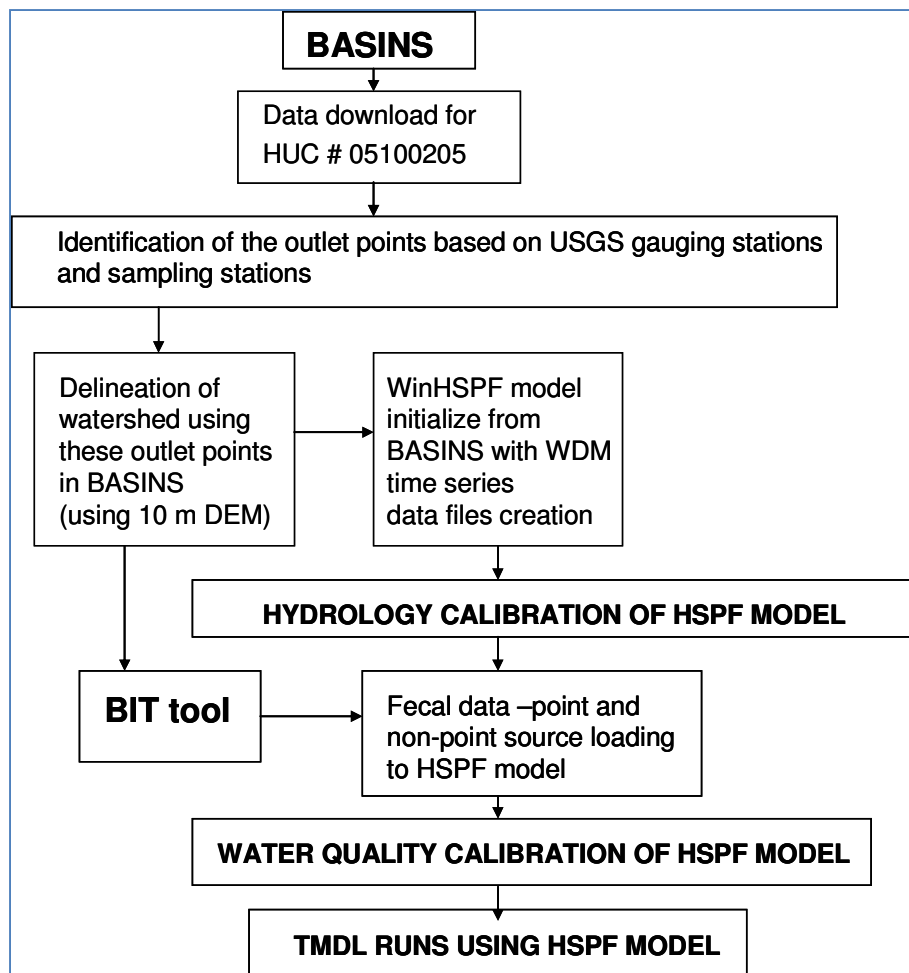 BASINS
Data download for
HUC # 05100205
Identification of the outlet points based on USGS gauging stations
and sampling stations
Delineation of
watershed using
these outlet points
in BASINS
(using 10 m DEM)
WinHSPF model
initialize from
BASINS with WDM
time series
data files creation
HYDROLOGY CALIBRATION OF HSPF MODEL
BIT tool
Fecal data –point and
non-point source loading
to HSPF model
WATER QUALITY CALIBRATION OF HSPF MODEL
TMDL RUNS USING HSPF MODEL